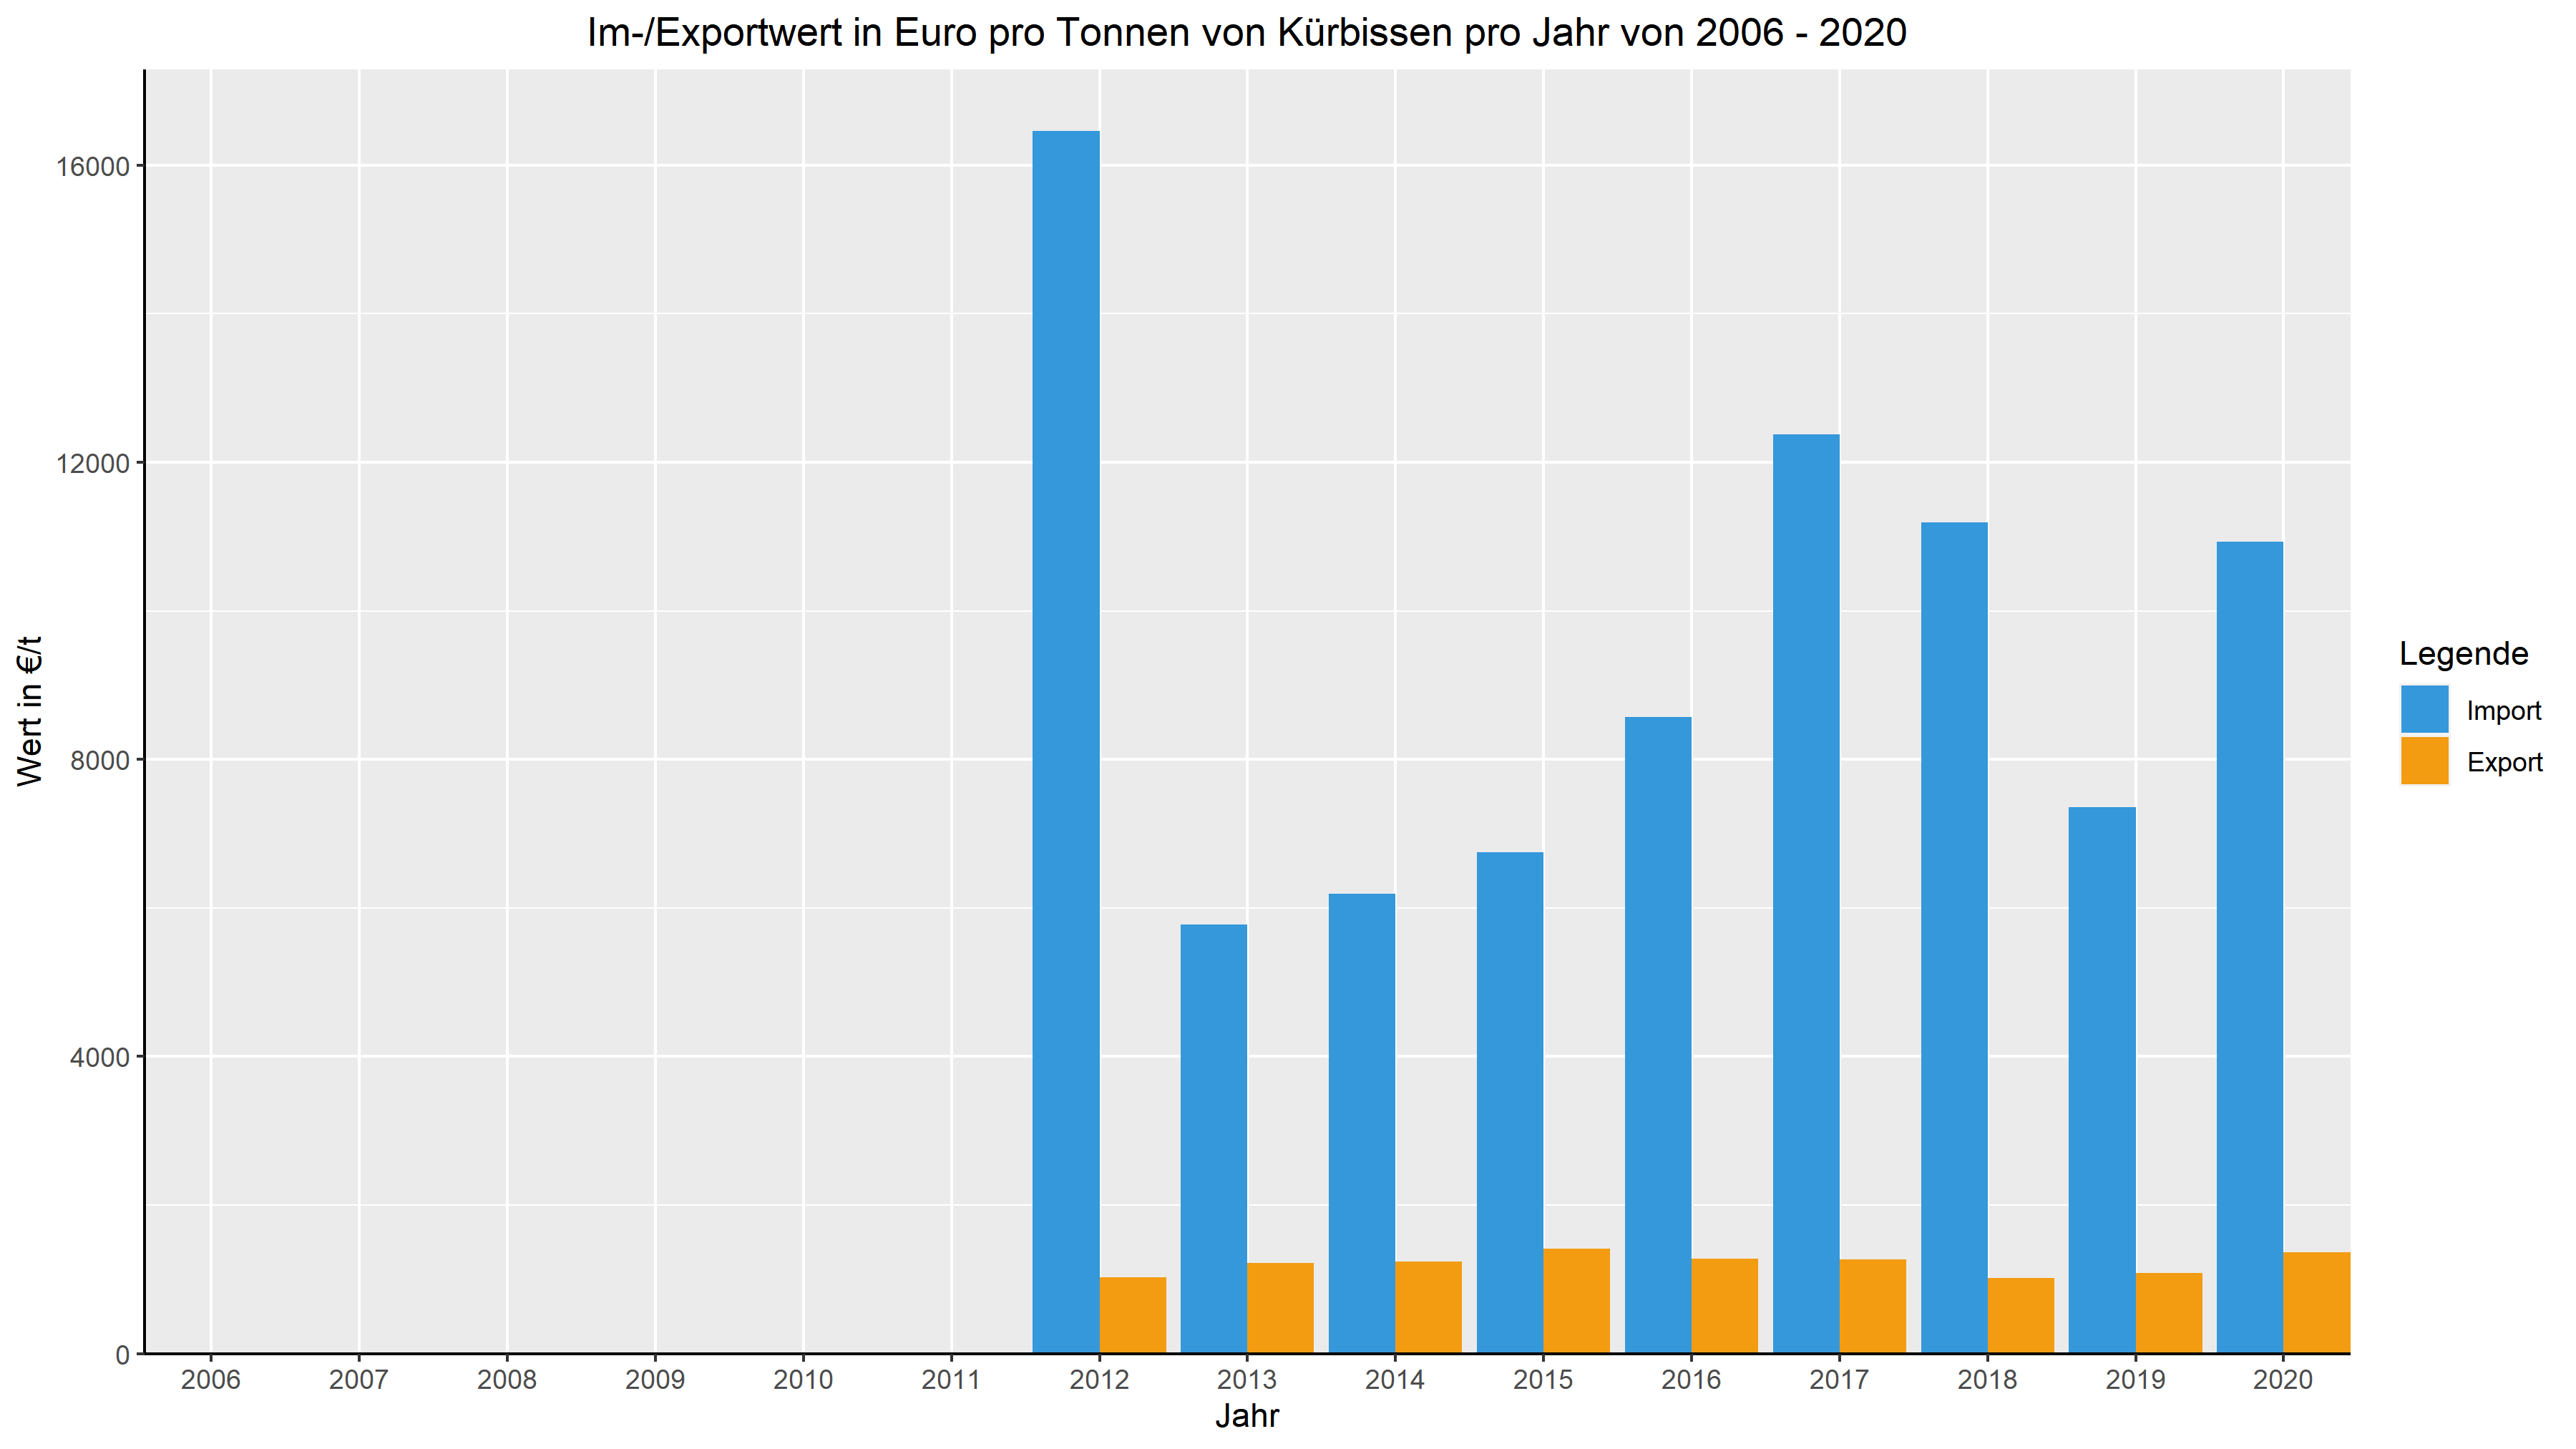 Im-/Exportwert in Euro pro Tonnen von Kürbissen pro Jahr von 2006 - 2020
Wert in €/t
16000
12000
8000
4000
0
2006 2007 2008 2009 2010 2011 2012 2013 2014 2015 2016 2017 2018 2019 2020
Jahr
Legende
Import
Export